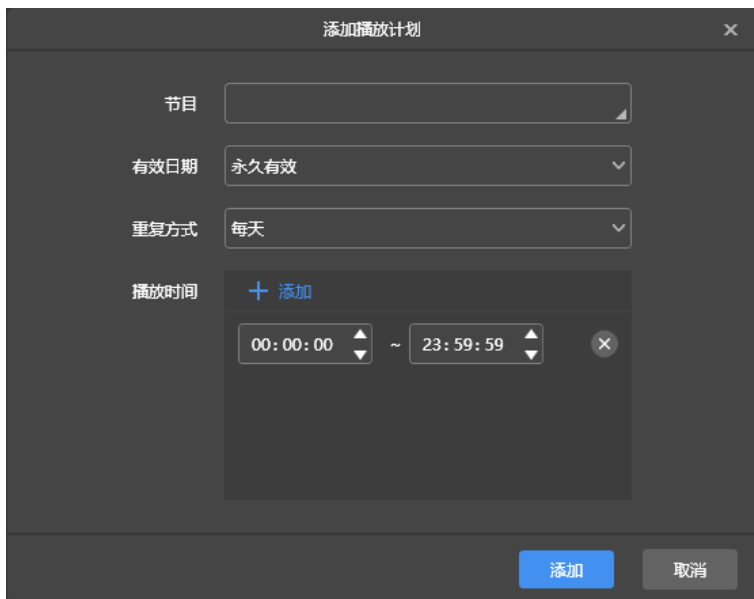 添加播放计划
节目
有效日期 永久有效
重复方式 每天
播放时间 添加
00:00:00 ~ 23:59:59
添加 取消